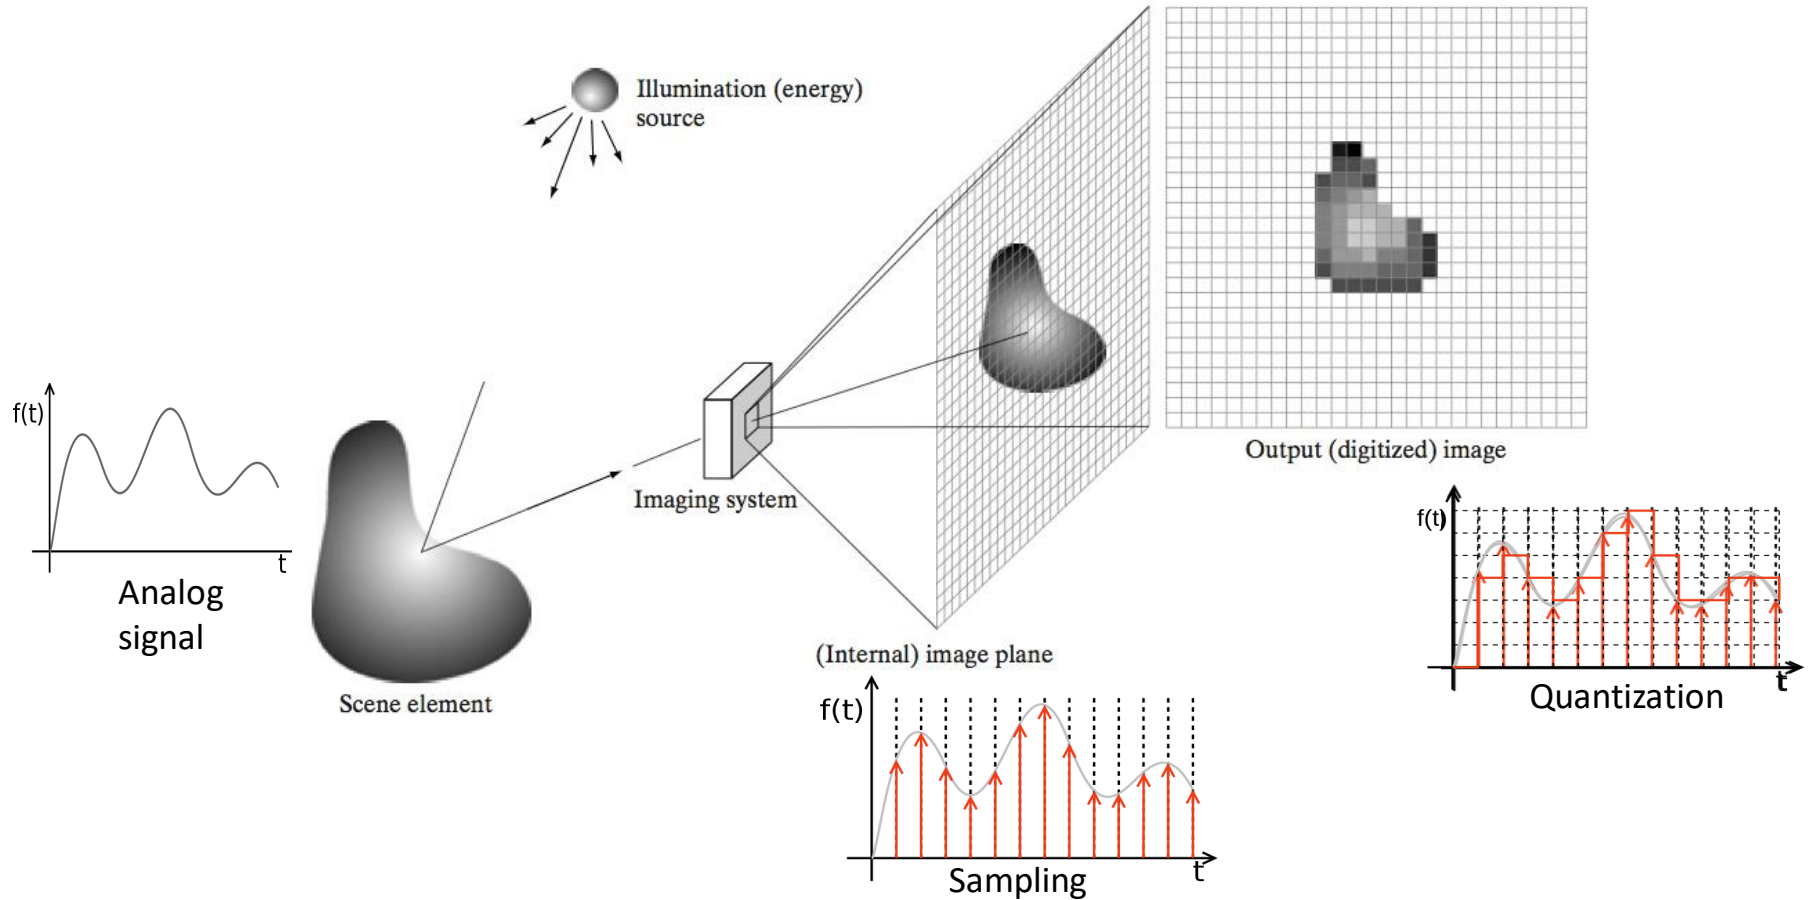 Illumination (energy)
source
Output (digitized) image
f(t)
t
Analog
signal
Imaging system
f(t)
t
Quantization
(Internal) image plane
Scene element
f(t)
t
Sampling